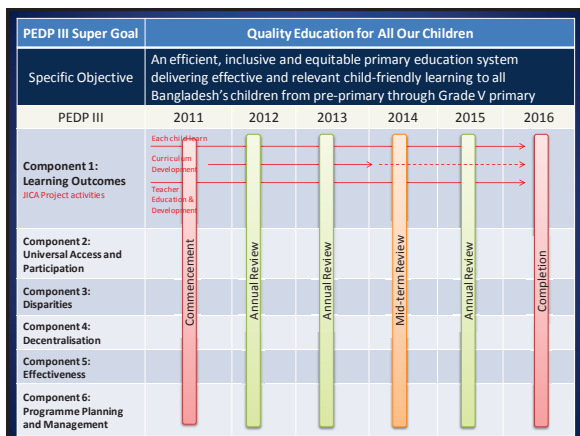 PEDP III Super Goal
Quality Education for All Our Children
Specific Objective
An efficient, inclusive and equitable primary education system
delivering effective and relevant child-friendly learning to all
Bangladesh's children from pre-primary through Grade V primary
PEDP III
2011
2012
2013
2014
2015
2016
Component 1:
Learning Outcomes
JICA Project activities
Each child learn
Curriculum
Development
Teacher
Education &
Development
Component 2:
Universal Access and
Participation
Component 3:
Disparities
Component 4:
Decentralisation
Component 5:
Effectiveness
Component 6:
Programme Planning
and Management
Commencement
Annual Review
Annual Review
Mid-term Review
Annual Review
Completion